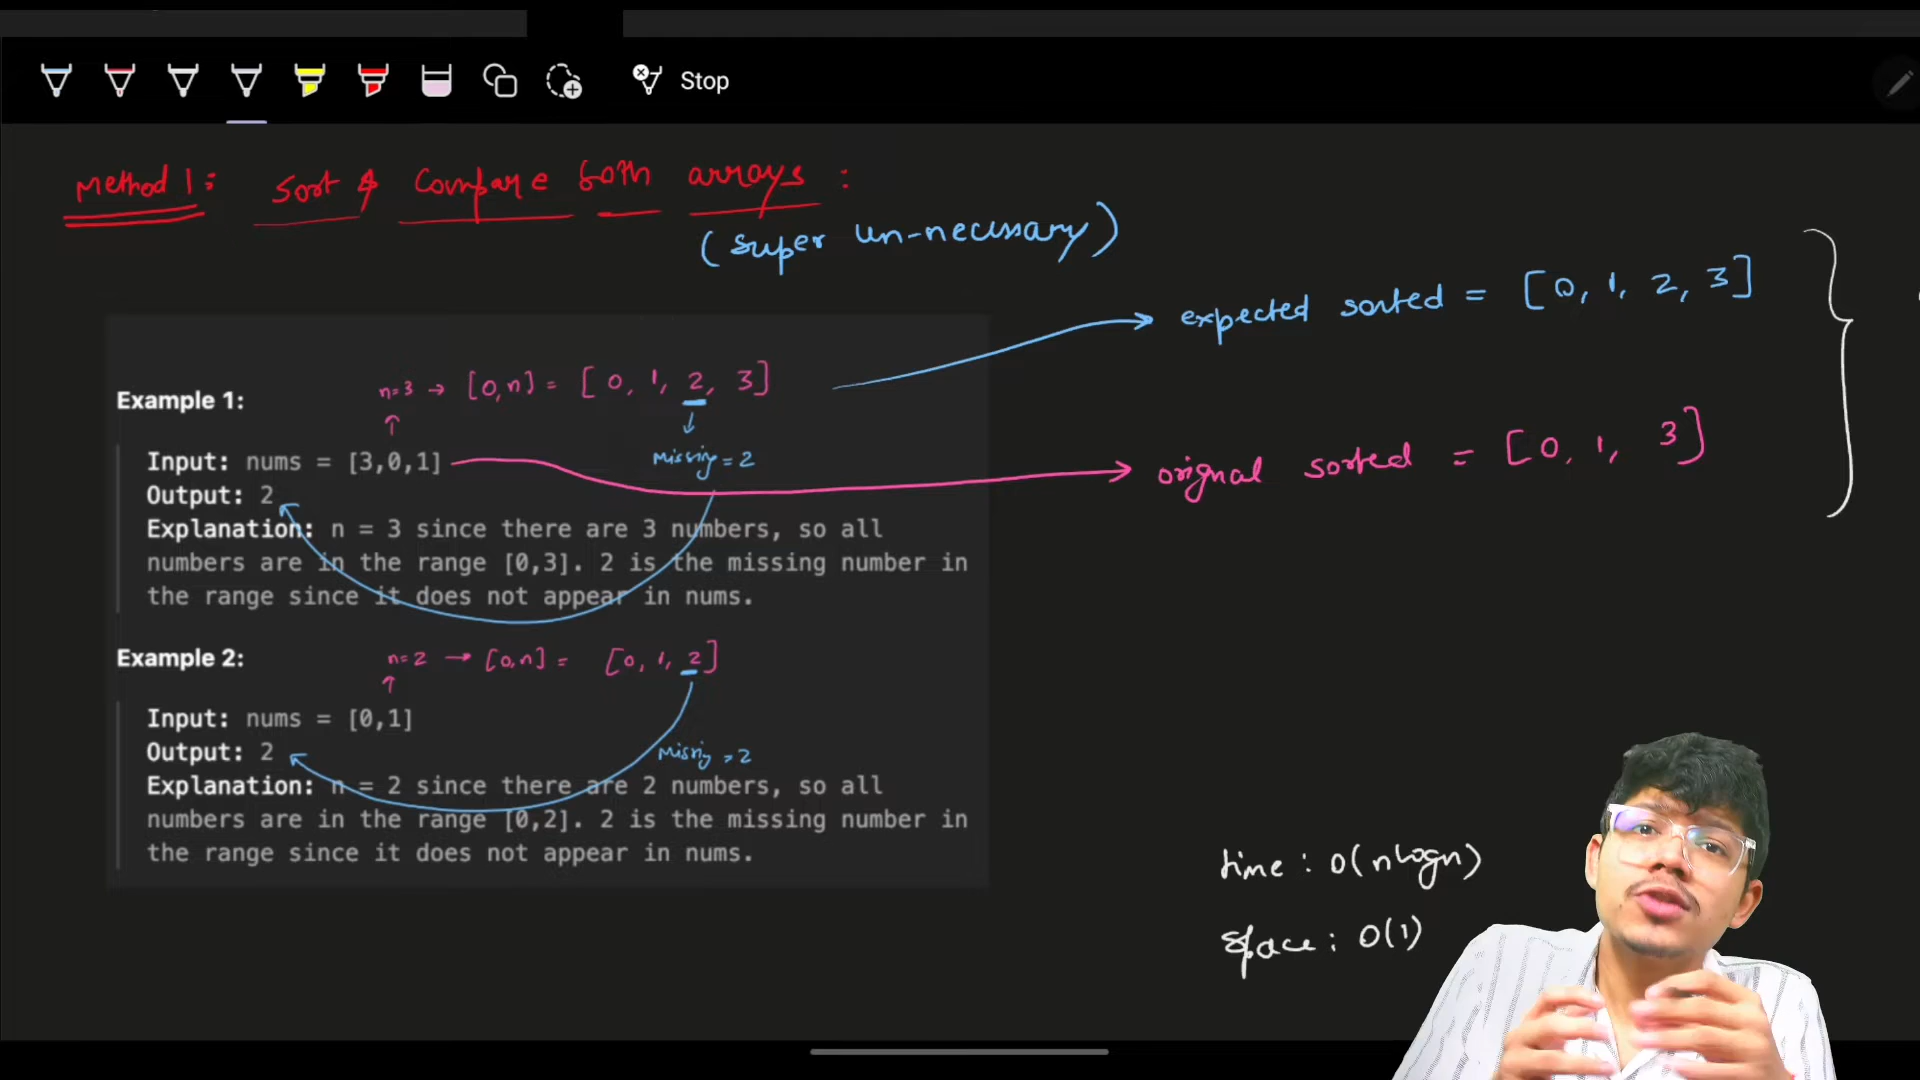 Stop
Method 1: Sort & Compare both arrays :
(super un-necessary)
expected sorted = [0, 1, 2, 3]
Example 1:
n=3 → [0,n] = [0, 1, 2, 3]
Missing = 2
Input: nums = [3,0,1]
orignal sorted = [0, 1, 3]
Output: 2
Explanation: n = 3 since there are 3 numbers, so all
numbers are in the range [0,3]. 2 is the missing number in
the range since it does not appear in nums.
Example 2:
n=2 → [0,n] = [0, 1, 2]
Input: nums = [0,1]
Output: 2
Missing = 2
Explanation: n = 2 since there are 2 numbers, so all
numbers are in the range [0,2]. 2 is the missing number in
the range since it does not appear in nums.
time : O(nlogn)
space : O(1)